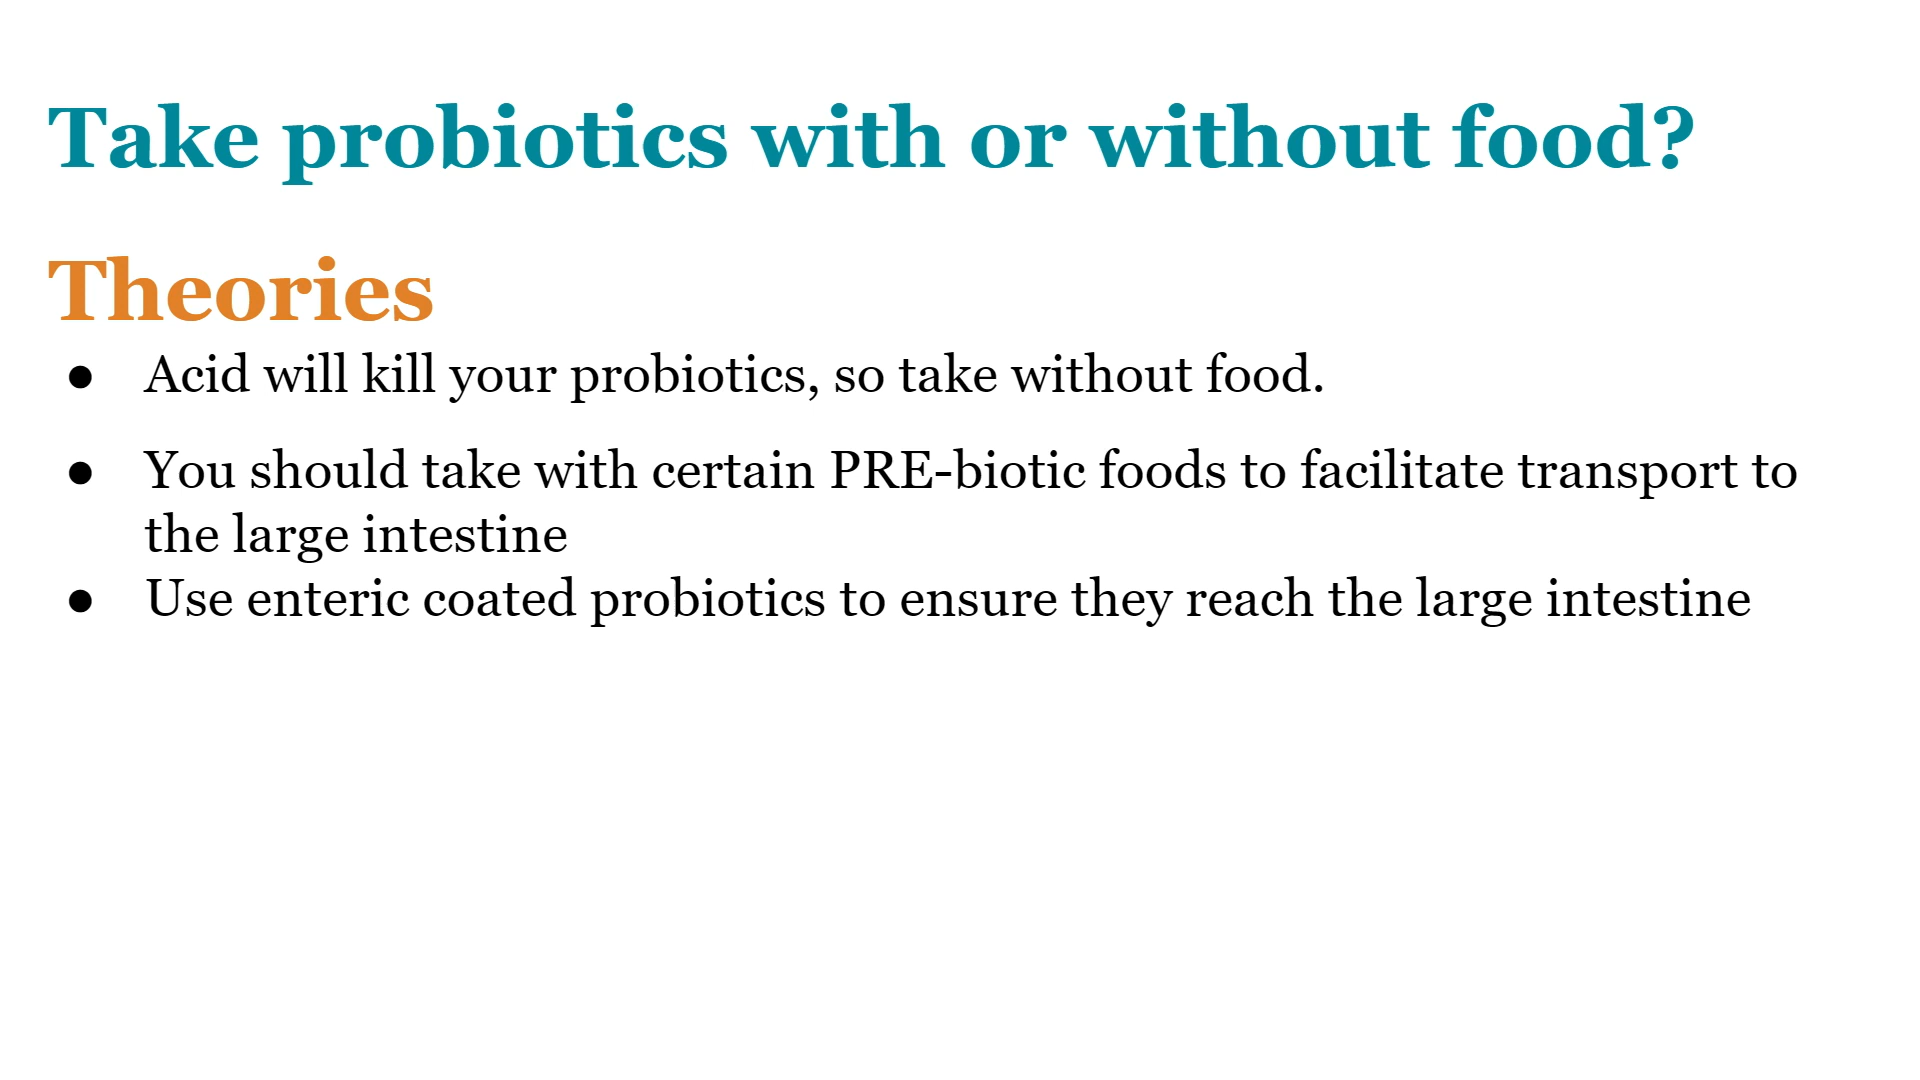 Take probiotics with or without food?
Theories
● Acid will kill your probiotics, so take without food.
● You should take with certain PRE-biotic foods to facilitate transport to
the large intestine
● Use enteric coated probiotics to ensure they reach the large intestine